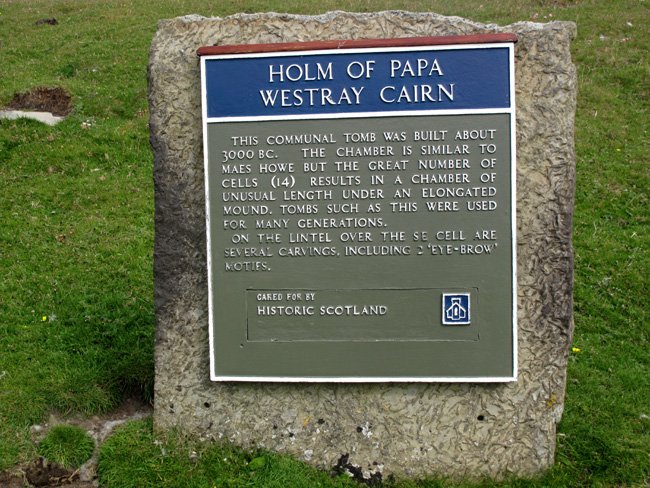 HOLM OF PAPA
WESTRAY CAIRN
THIS COMMUNAL TOMB WAS BUILT ABOUT
3000 BC. THE CHAMBER IS SIMILAR TO
MAES HOWE BUT THE GREAT NUMBER OF
CELLS (14) RESULTS IN A CHAMBER OF
UNUSUAL LENGTH UNDER AN ELONGATED
MOUND. TOMBS SUCH AS THIS WERE USED
FOR MANY GENERATIONS.
ON THE LINTEL OVER THE SE CELL ARE
SEVERAL CARVINGS, INCLUDING 2 'EYE-BROW'
MOTIFS.
CARED FOR BY
HISTORIC SCOTLAND